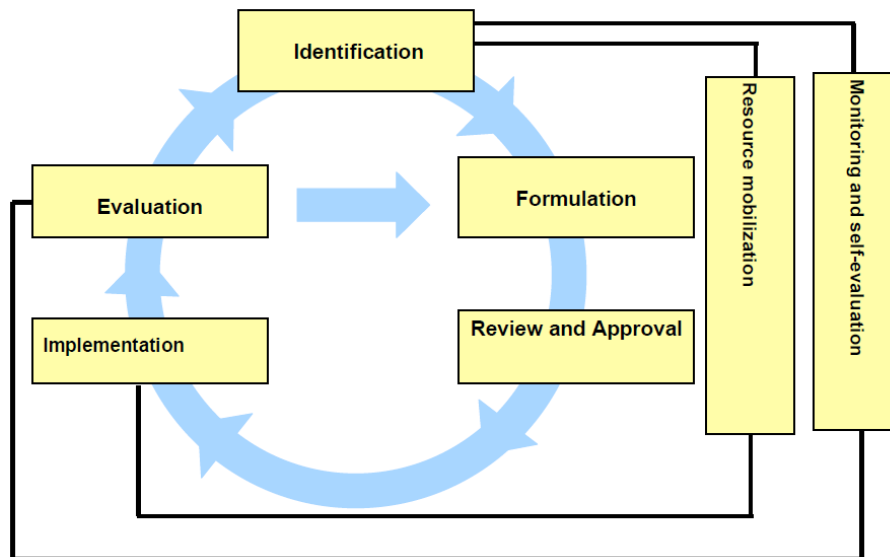 Identification
Evaluation
Formulation
Implementation
Review and Approval
Resource mobilization
Monitoring and self-evaluation